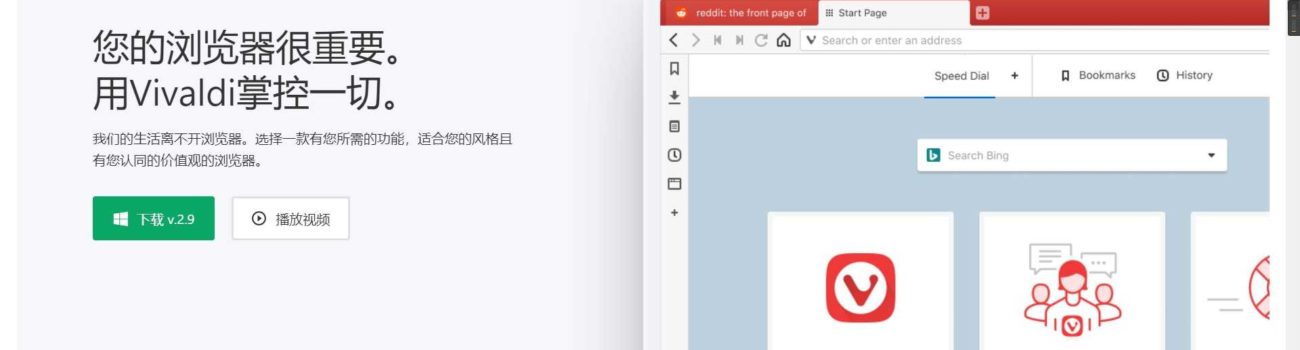 您的浏览器很重要。
用Vivaldi掌控一切。
我们的生活离不开浏览器。选择一款有您所需的功能，适合您的风格且
有您认同的价值观的浏览器。
下载 v.2.9
播放视频
reddit: the front page of
Start Page
Search or enter an address
Speed Dial
Bookmarks
History
Search Bing